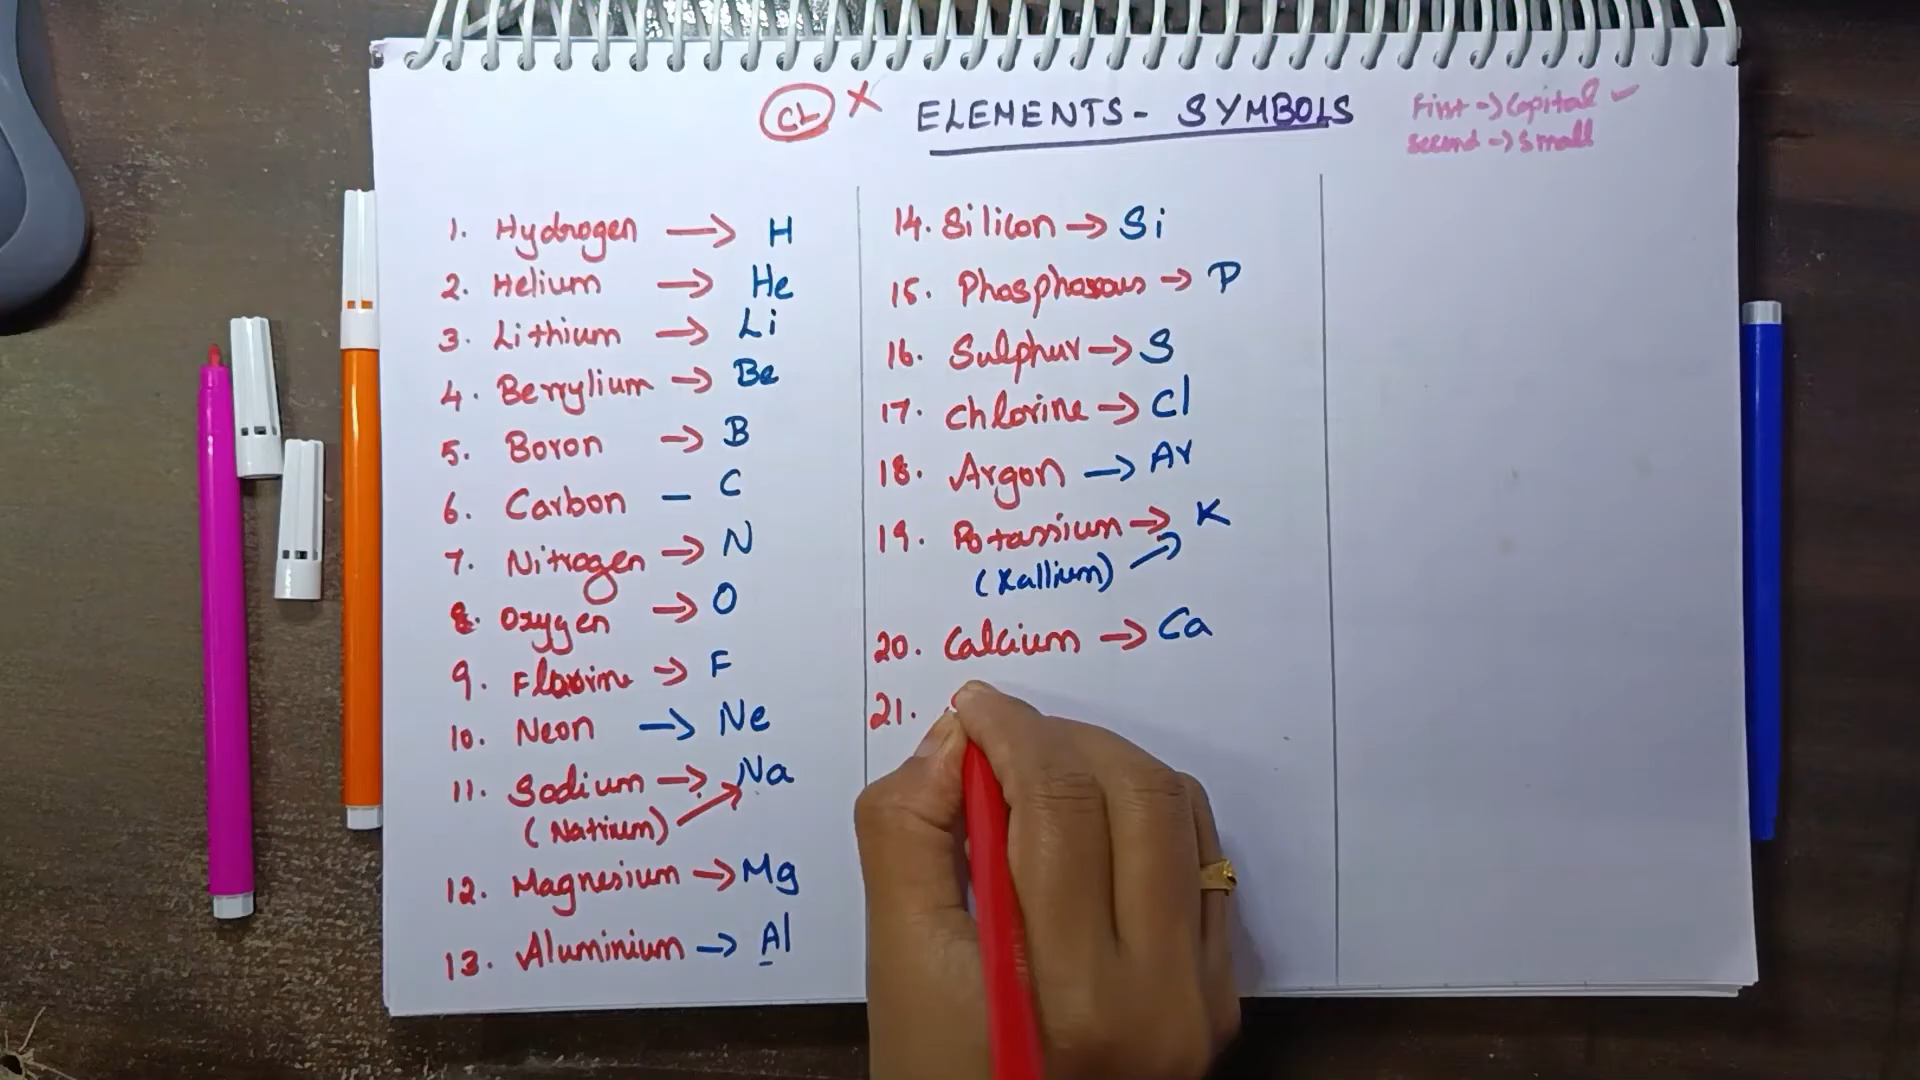 CL X ELEMENTS - SYMBOLS
First → Capital ✓
Second → Small
1. Hydrogen → H
2. Helium → He
3. Lithium → Li
4. Berrylium → Be
5. Boron → B
6. Carbon - C
7. Nitrogen → N
8. Oxygen → O
9. Florine → F
10. Neon → Ne
11. Sodium → Na
(Natrium) →
12. Magnesium → Mg
13. Aluminium → Al
14. Silicon → Si
15. Phosphorous → P
16. Sulphur → S
17. Chlorine → Cl
18. Argon → Ar
19. Potassium → K
(Kallium) →
20. Calcium → Ca
21.